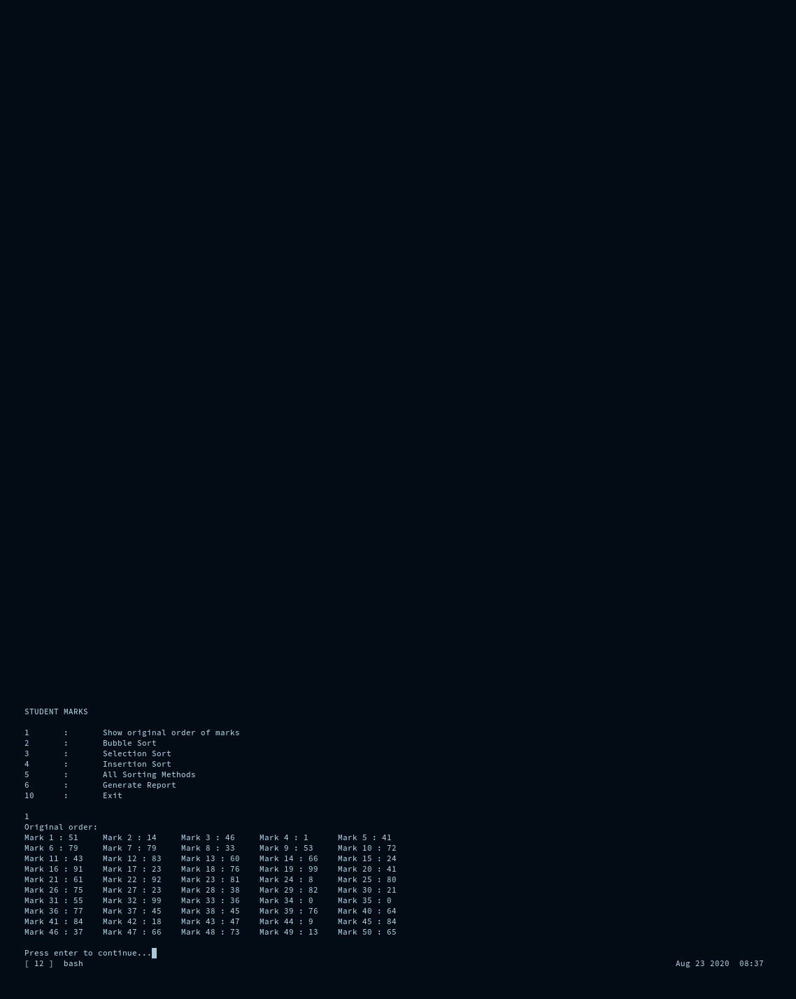 STUDENT MARKS
1 : Show original order of marks
2 : Bubble Sort
3 : Selection Sort
4 : Insertion Sort
5 : All Sorting Methods
6 : Generate Report
10 : Exit
1
Original order:
Mark 1 : 51 Mark 2 : 14 Mark 3 : 46 Mark 4 : 1 Mark 5 : 41
Mark 6 : 79 Mark 7 : 79 Mark 8 : 33 Mark 9 : 53 Mark 10 : 72
Mark 11 : 43 Mark 12 : 83 Mark 13 : 60 Mark 14 : 66 Mark 15 : 24
Mark 16 : 91 Mark 17 : 23 Mark 18 : 76 Mark 19 : 99 Mark 20 : 41
Mark 21 : 61 Mark 22 : 92 Mark 23 : 81 Mark 24 : 8 Mark 25 : 80
Mark 26 : 75 Mark 27 : 23 Mark 28 : 38 Mark 29 : 82 Mark 30 : 21
Mark 31 : 55 Mark 32 : 99 Mark 33 : 36 Mark 34 : 0 Mark 35 : 0
Mark 36 : 77 Mark 37 : 45 Mark 38 : 45 Mark 39 : 76 Mark 40 : 64
Mark 41 : 84 Mark 42 : 18 Mark 43 : 47 Mark 44 : 9 Mark 45 : 84
Mark 46 : 37 Mark 47 : 66 Mark 48 : 73 Mark 49 : 13 Mark 50 : 65
Press enter to continue...
[ 12 ] bash Aug 23 2020 08:37